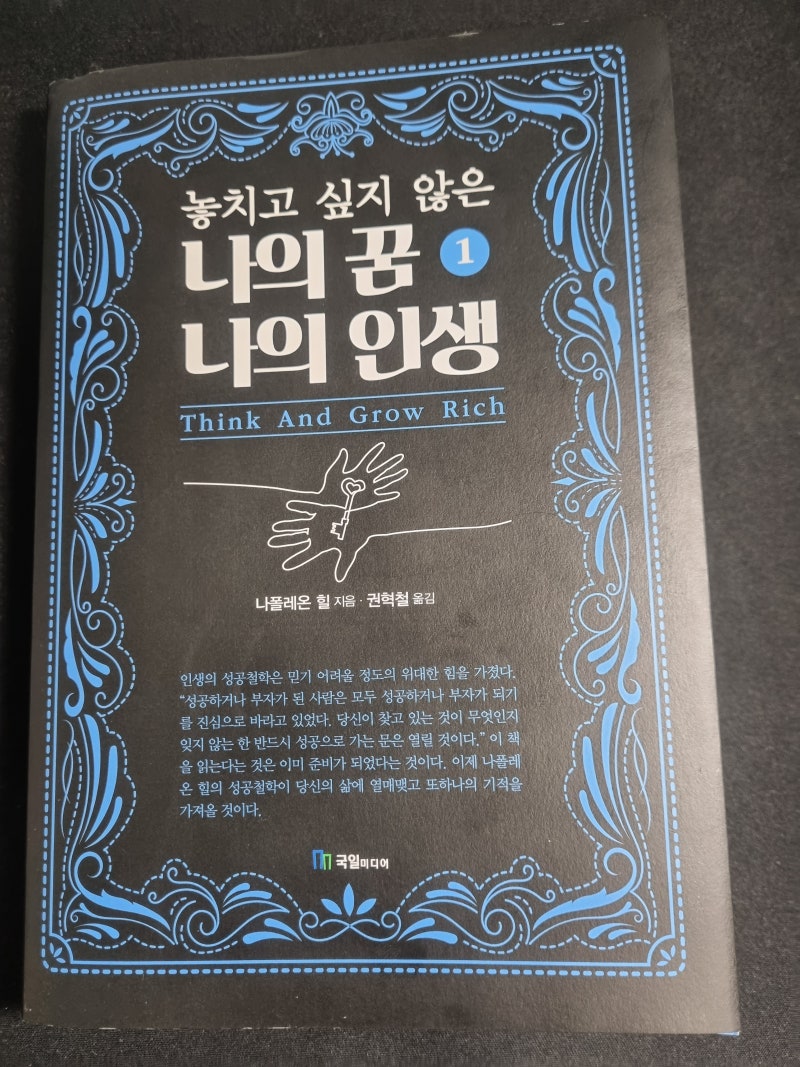 놓치고 싶지 않은
나의 꿈 1
나의 인생
Think And Grow Rich
나폴레온 힐 지음 · 권혁철 옮김
인생의 성공철학은 믿기 어려울 정도의 위대한 힘을 가졌다.
“성공하거나 부자가 된 사람은 모두 성공하거나 부자가 되기
를 진심으로 바라고 있었다. 당신이 찾고 있는 것이 무엇인지
잊지 않는 한 반드시 성공으로 가는 문은 열릴 것이다.” 이 책
을 읽는다는 것은 이미 준비가 되었다는 것이다. 이제 나폴레
온 힐의 성공철학이 당신의 삶에 열매맺고 또하나의 기적을
가져올 것이다.
국일미디어